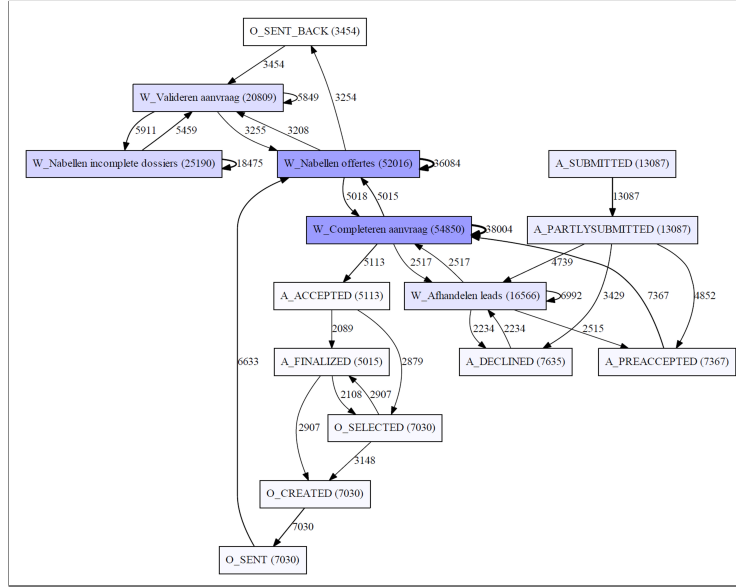 O_SENT_BACK (3454)
3454
3254
W_Valideren aanvraag (20809)
5849
5911
5459
3255
3208
W_Nabellen incomplete dossiers (25190)
18475
W_Nabellen offertes (52016)
36084
A_SUBMITTED (13087)
13087
5018
5015
W_Completeren aanvraag (54850)
38004
A_PARTLYSUBMITTED (13087)
5113
2517
2517
4739
3429
7367
4852
A_ACCEPTED (5113)
W_Afhandelen leads (16566)
6992
2089
2879
2234
2234
2515
6633
A_FINALIZED (5015)
A_DECLINED (7635)
A_PREACCEPTED (7367)
2108
2907
2907
O_SELECTED (7030)
3148
O_CREATED (7030)
7030
O_SENT (7030)